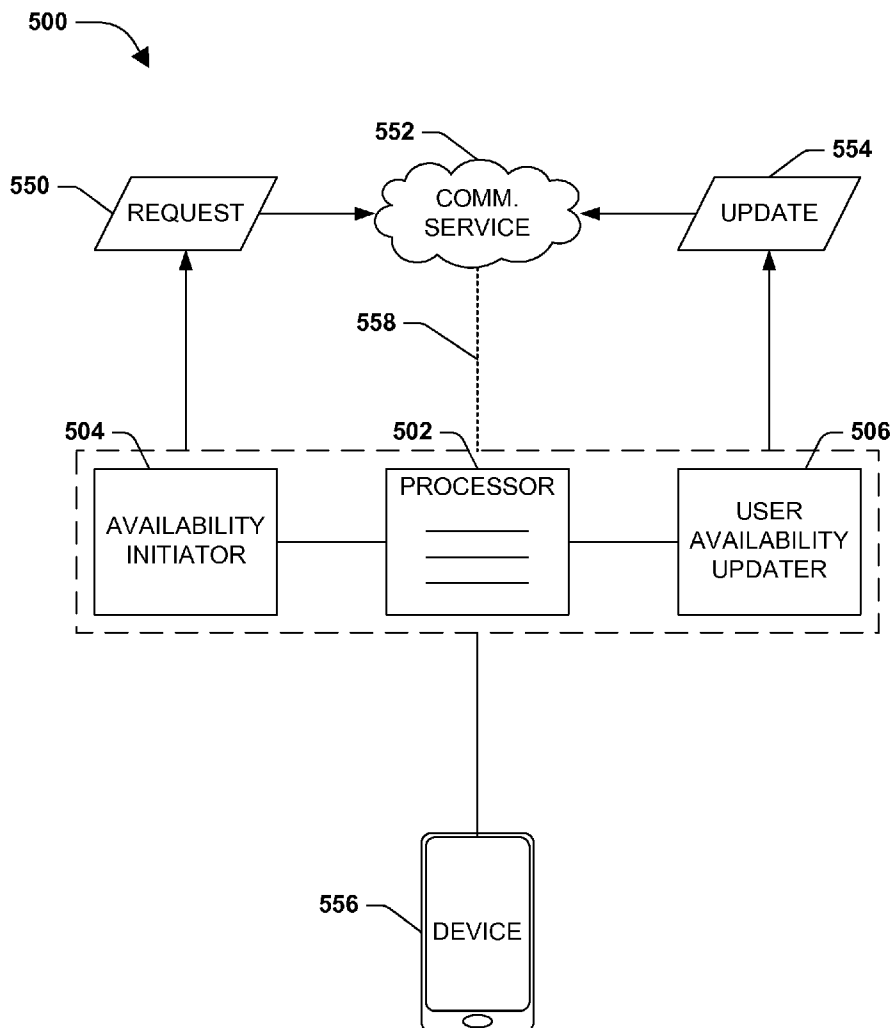 500
552
554
550
REQUEST
COMM.
SERVICE
UPDATE
558
504
502
506
AVAILABILITY
INITIATOR
PROCESSOR
USER
AVAILABILITY
UPDATER
556
DEVICE